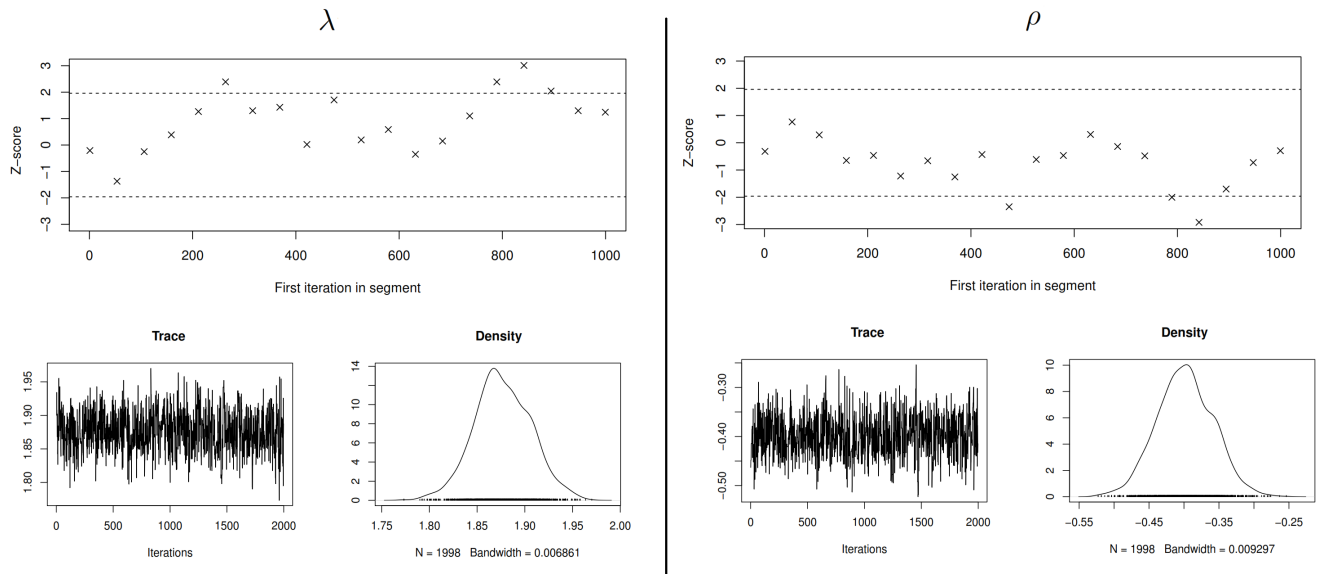 λ
3
2
1
0
−1
−2
−3
Z−score
0 200 400 600 800 1000
First iteration in segment
Trace
1.95
1.90
1.85
1.80
0 500 1000 1500 2000
Iterations
Density
14
12
10
8
6
4
2
0
1.75 1.80 1.85 1.90 1.95 2.00
N = 1998 Bandwidth = 0.006861
ρ
3
2
1
0
−1
−2
−3
Z−score
0 200 400 600 800 1000
First iteration in segment
Trace
−0.30
−0.40
−0.50
0 500 1000 1500 2000
Iterations
Density
10
8
6
4
2
0
−0.55 −0.45 −0.35 −0.25
N = 1998 Bandwidth = 0.009297